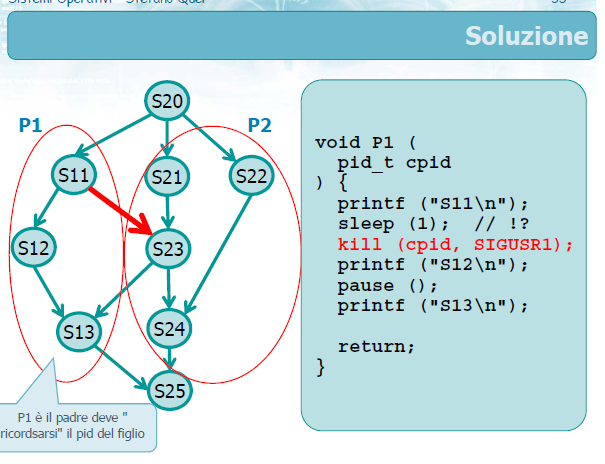 Sistemi Operativi - Stefano Quer
Soluzione
S20
P1
P2
S11
S21
S22
S12
S23
S13
S24
S25
P1 è il padre deve "
ricordsarsi" il pid del figlio
void P1 (
pid_t cpid
) {
printf ("S11\n");
sleep (1);  // !?
kill (cpid, SIGUSR1);
printf ("S12\n");
pause ();
printf ("S13\n");
return;
}